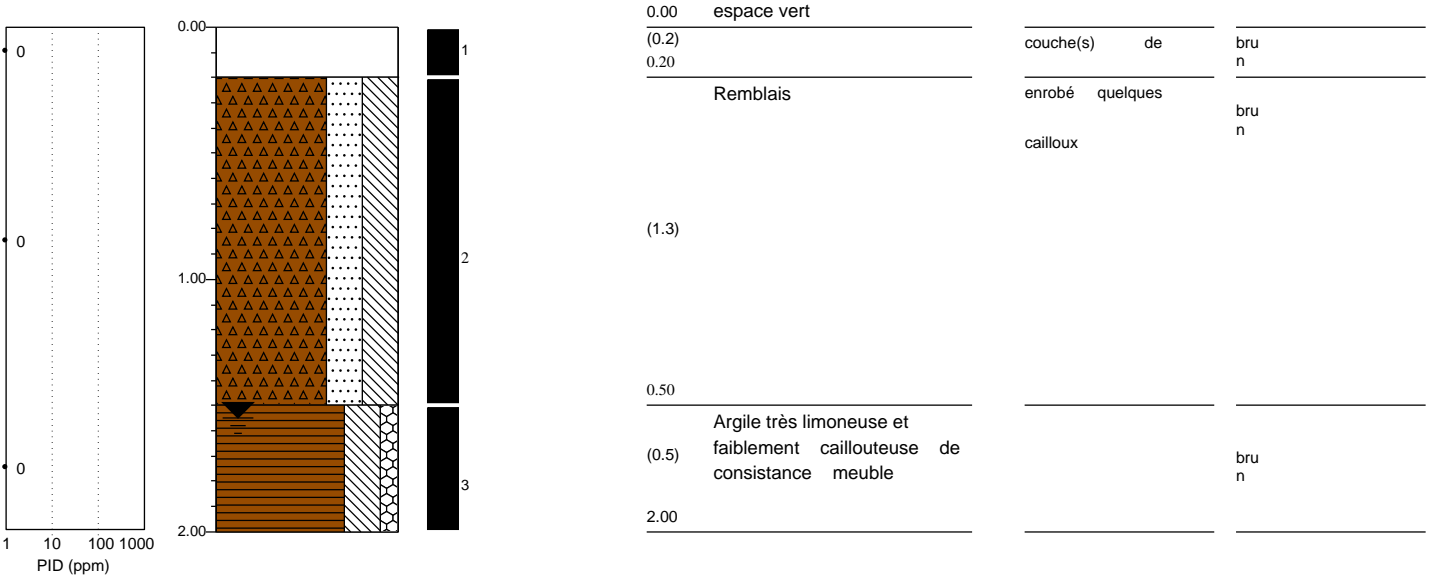 0
0
0
1 10 100 1000
PID (ppm)
0.00
1.00
2.00
1
2
3
0.00 espace vert
(0.2)
0.20
couche(s) de
bru
n
Remblais
enrobé quelques
cailloux
bru
n
(1.3)
0.50
Argile très limoneuse et
faiblement caillouteuse de
consistance meuble
(0.5)
bru
n
2.00